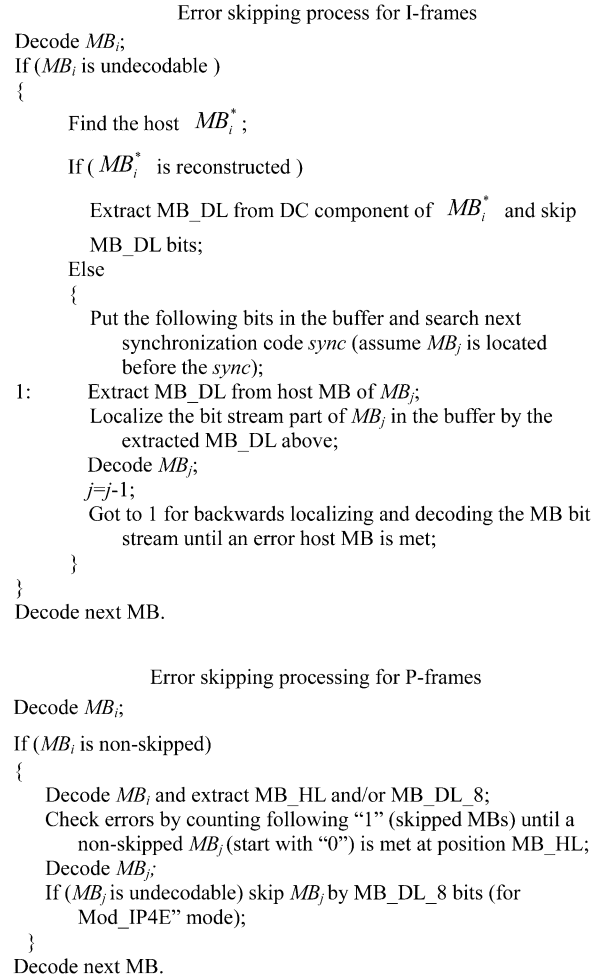 Error skipping process for I-frames
Decode MBi;
If (MBi is undecodable )
{
Find the host MBi*;
If ( MBi* is reconstructed )
Extract MB_DL from DC component of MBi* and skip
MB_DL bits;
Else
{
Put the following bits in the buffer and search next
synchronization code sync (assume MBj is located
before the sync);
1: Extract MB_DL from host MB of MBj;
Localize the bit stream part of MBj in the buffer by the
extracted MB_DL above;
Decode MBj;
j=j-1;
Got to 1 for backwards localizing and decoding the MB bit
stream until an error host MB is met;
}
}
Decode next MB.
Error skipping processing for P-frames
Decode MBi;
If (MBi is non-skipped)
{
Decode MBi and extract MB_HL and/or MB_DL_8;
Check errors by counting following “1” (skipped MBs) until a
non-skipped MBj (start with “0”) is met at position MB_HL;
Decode MBj;
If (MBj is undecodable) skip MBj by MB_DL_8 bits (for
Mod_IP4E” mode);
}
Decode next MB.